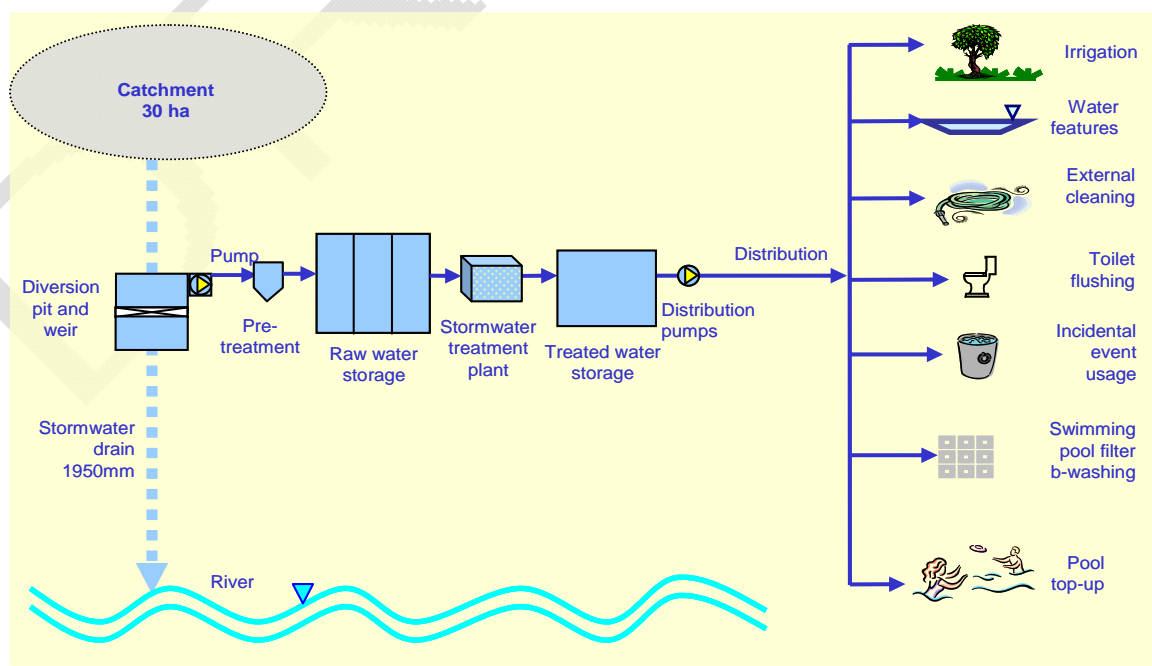 Catchment
30 ha
Pump
Diversion
pit and
weir
Pre-
treatment
Raw water
storage
Stormwater
treatment
plant
Treated water
storage
Distribution
pumps
Distribution
Stormwater
drain
1950mm
River
Irrigation
Water
features
External
cleaning
Toilet
flushing
Incidental
event
usage
Swimming
pool filter
b-washing
Pool
top-up